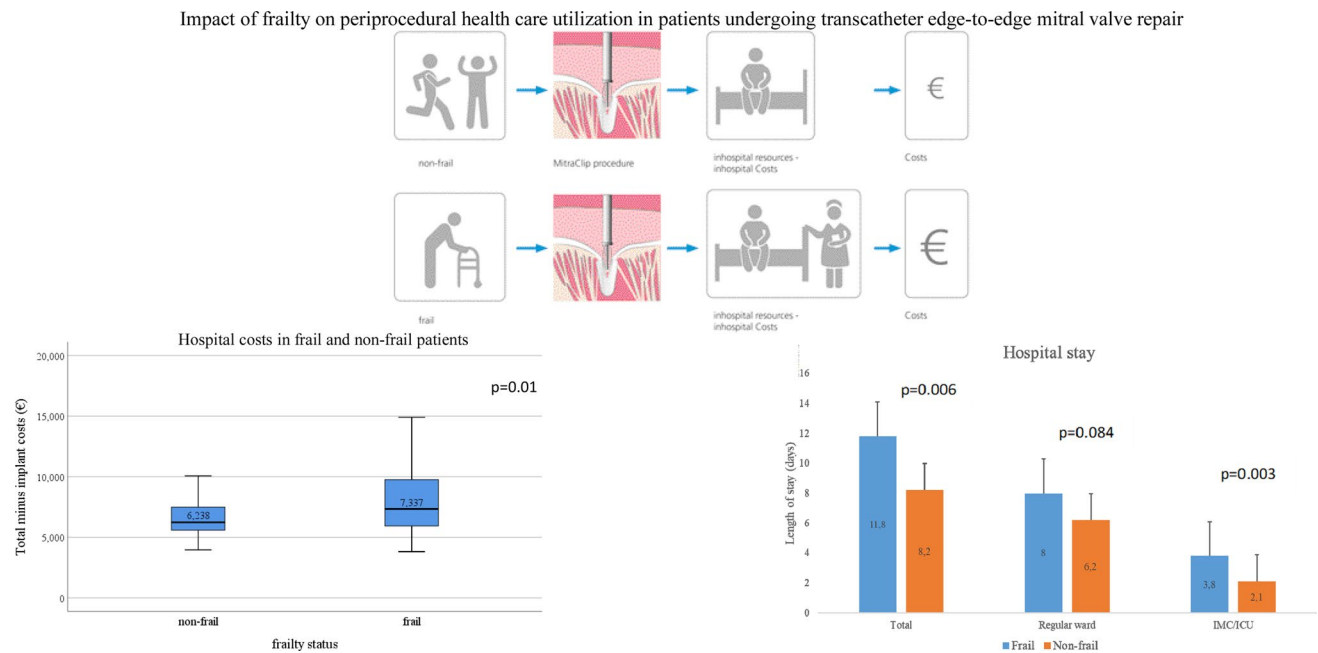 Impact of frailty on periprocedural health care utilization in patients undergoing transcatheter edge-to-edge mitral valve repair
€
non-frail
MitraClip procedure
inhospital resources -
inhospital Costs
Costs
€
frail
inhospital resources -
inhospital Costs
Costs
Hospital costs in frail and non-frail patients
20,000
p=0.01
15,000
10,000
5,000
0
Total minus implant costs (€)
6,238
7,337
non-frail
frail
frailty status
Hospital stay
16
14
12
10
8
6
4
2
0
Length of stay (days)
p=0.006
p=0.084
p=0.003
11,8
8,2
8
6,2
3,8
2,1
Total
Regular ward
IMC/ICU
Frail
Non-frail